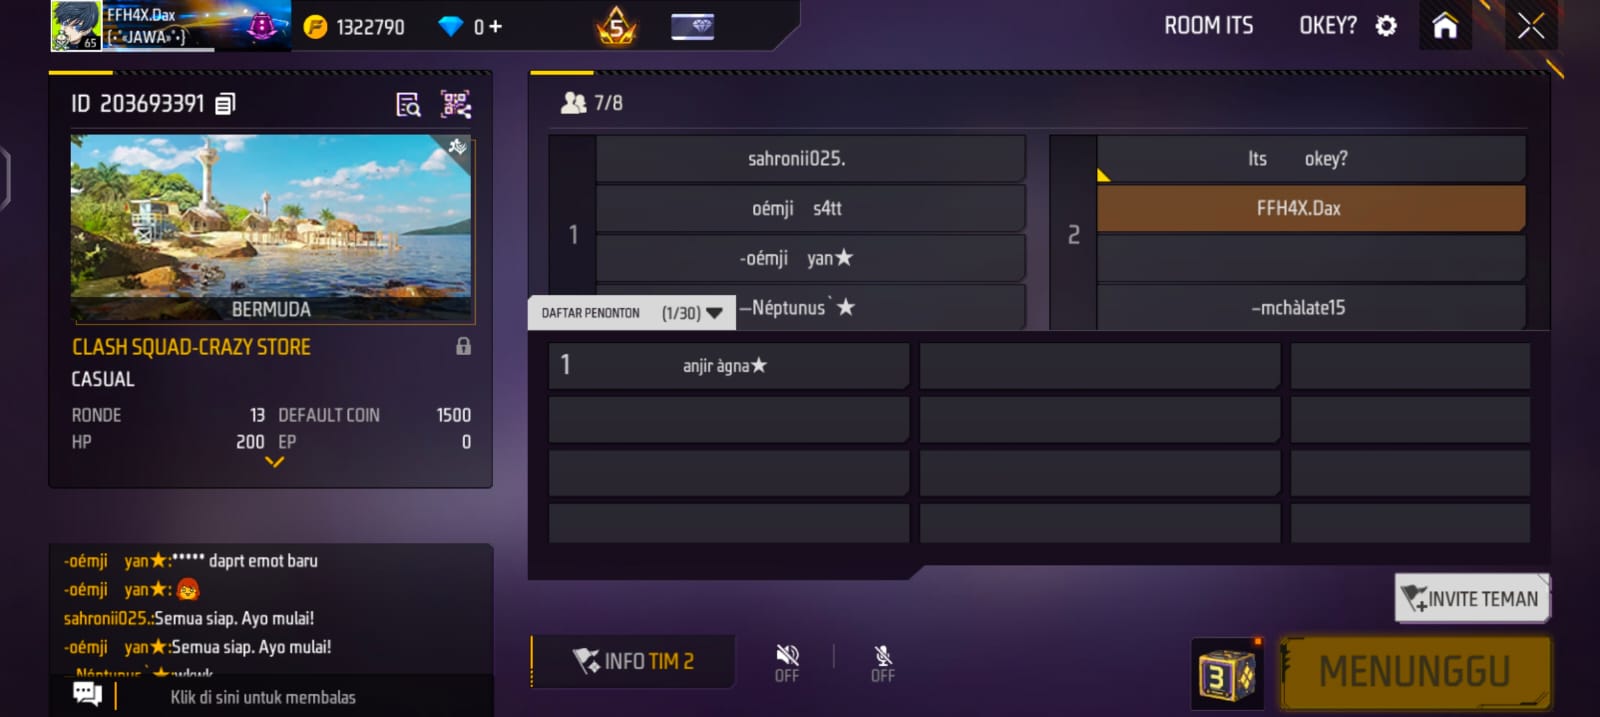 FFH4X.Dax
65
1322790
0+
5
ROOM ITS OKEY?
ID 203693391
7/8
BERMUDA
CLASH SQUAD-CRAZY STORE
CASUAL
RONDE 13 DEFAULT COIN 1500
HP 200 EP 0
1
sahronii025.
oémji s4tt
-oémji yan★
—Néptunus`★
2
Its okey?
FFH4X.Dax
–mchàlate15
DAFTAR PENONTON (1/30)
1 anjir àgna★
-oémji yan★:***** daprt emot baru
-oémji yan★:
sahronii025.:Semua siap. Ayo mulai!
-oémji yan★:Semua siap. Ayo mulai!
—Néptunus`★:wkwk
Klik di sini untuk membalas
INFO TIM 2
OFF
OFF
INVITE TEMAN
3
MENUNGGU